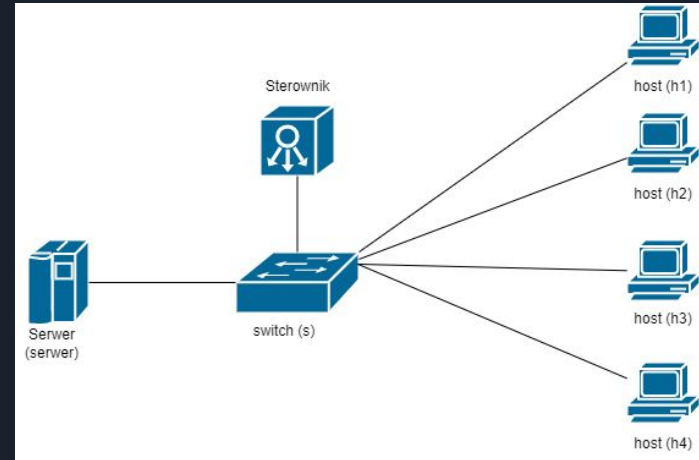 Sterownik
host (h1)
host (h2)
Serwer
(serwer)
switch (s)
host (h3)
host (h4)